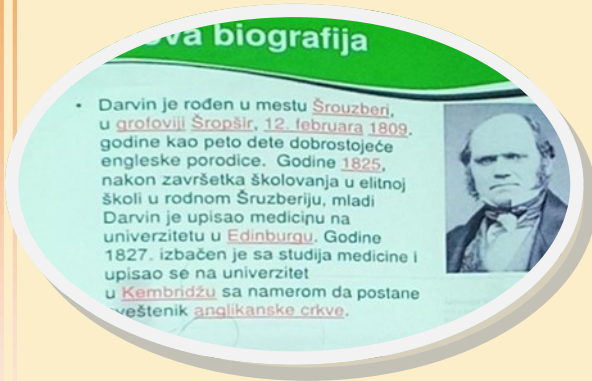 biografija
• Darvin je rođen u mestu Šrouzberi,
u grofoviji Šropšir, 12. februara 1809.
godine kao peto dete dobrostojeće
engleske porodice. Godine 1825,
nakon završetka školovanja u elitnoj
školi u rodnom Šruzberiju, mladi
Darvin je upisao medicinu na
univerzitetu u Edinburgu. Godine
1827. izbačen je sa studija medicine i
upisao se na univerzitet
u Kembridžu sa namerom da postane
anglikanske crkve.